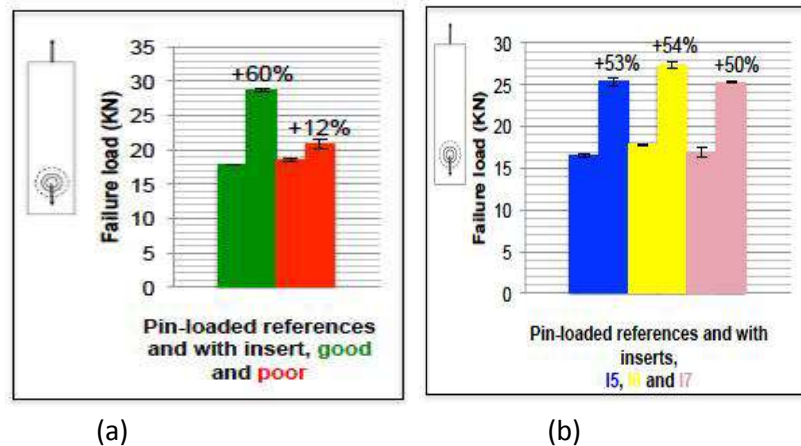 35
30
25
20
15
10
5
0
Failure load (KN)
+60%
+12%
Pin-loaded references
and with insert, good
and poor
(a)
30
25
20
15
10
5
0
Failure load (KN)
+53%
+54%
+50%
Pin-loaded references and with
inserts,
I5, I6 and I7
(b)